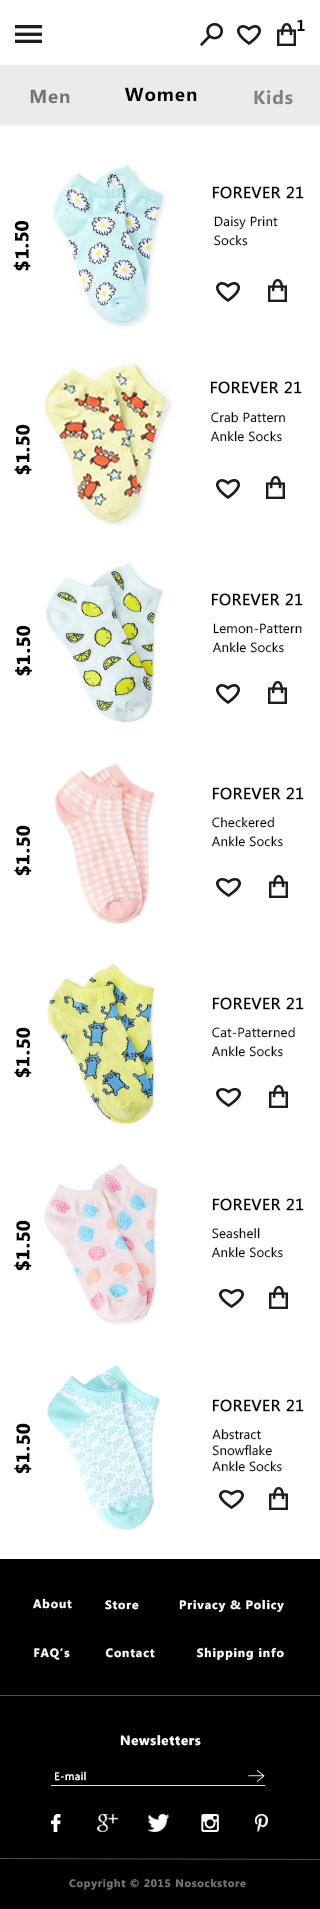 1
Men
Women
Kids
$1.50
FOREVER 21
Daisy Print
Socks
$1.50
FOREVER 21
Crab Pattern
Ankle Socks
$1.50
FOREVER 21
Lemon-Pattern
Ankle Socks
$1.50
FOREVER 21
Checkered
Ankle Socks
$1.50
FOREVER 21
Cat-Patterned
Ankle Socks
$1.50
FOREVER 21
Seashell
Ankle Socks
$1.50
FOREVER 21
Abstract
Snowflake
Ankle Socks
About
Store
Privacy & Policy
FAQ's
Contact
Shipping info
Newsletters
E-mail
Copyright © 2015 Nosockstore